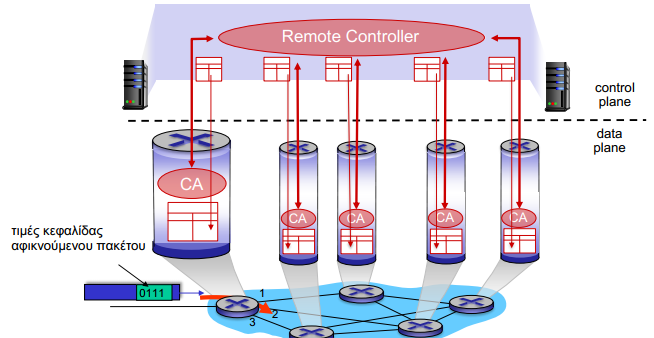 Remote Controller
control
plane
data
plane
CA
CA
CA
CA
CA
τιμές κεφαλίδας
αφικνούμενου πακέτου
0111
1
2
3